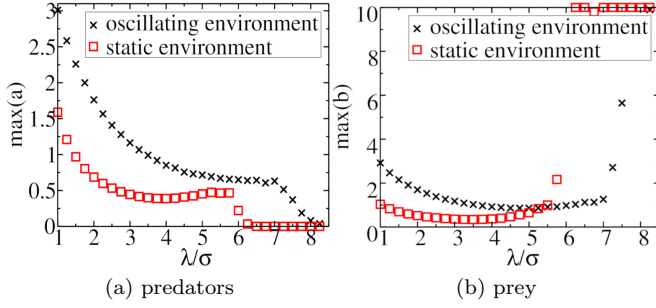 3
2.5
2
1.5
1
0.5
0
max(a)
× oscillating environment
□ static environment
1 2 3 4 5 6 7 8
λ/σ
(a) predators
10
8
6
4
2
0
max(b)
× oscillating environment
□ static environment
1 2 3 4 5 6 7 8
λ/σ
(b) prey